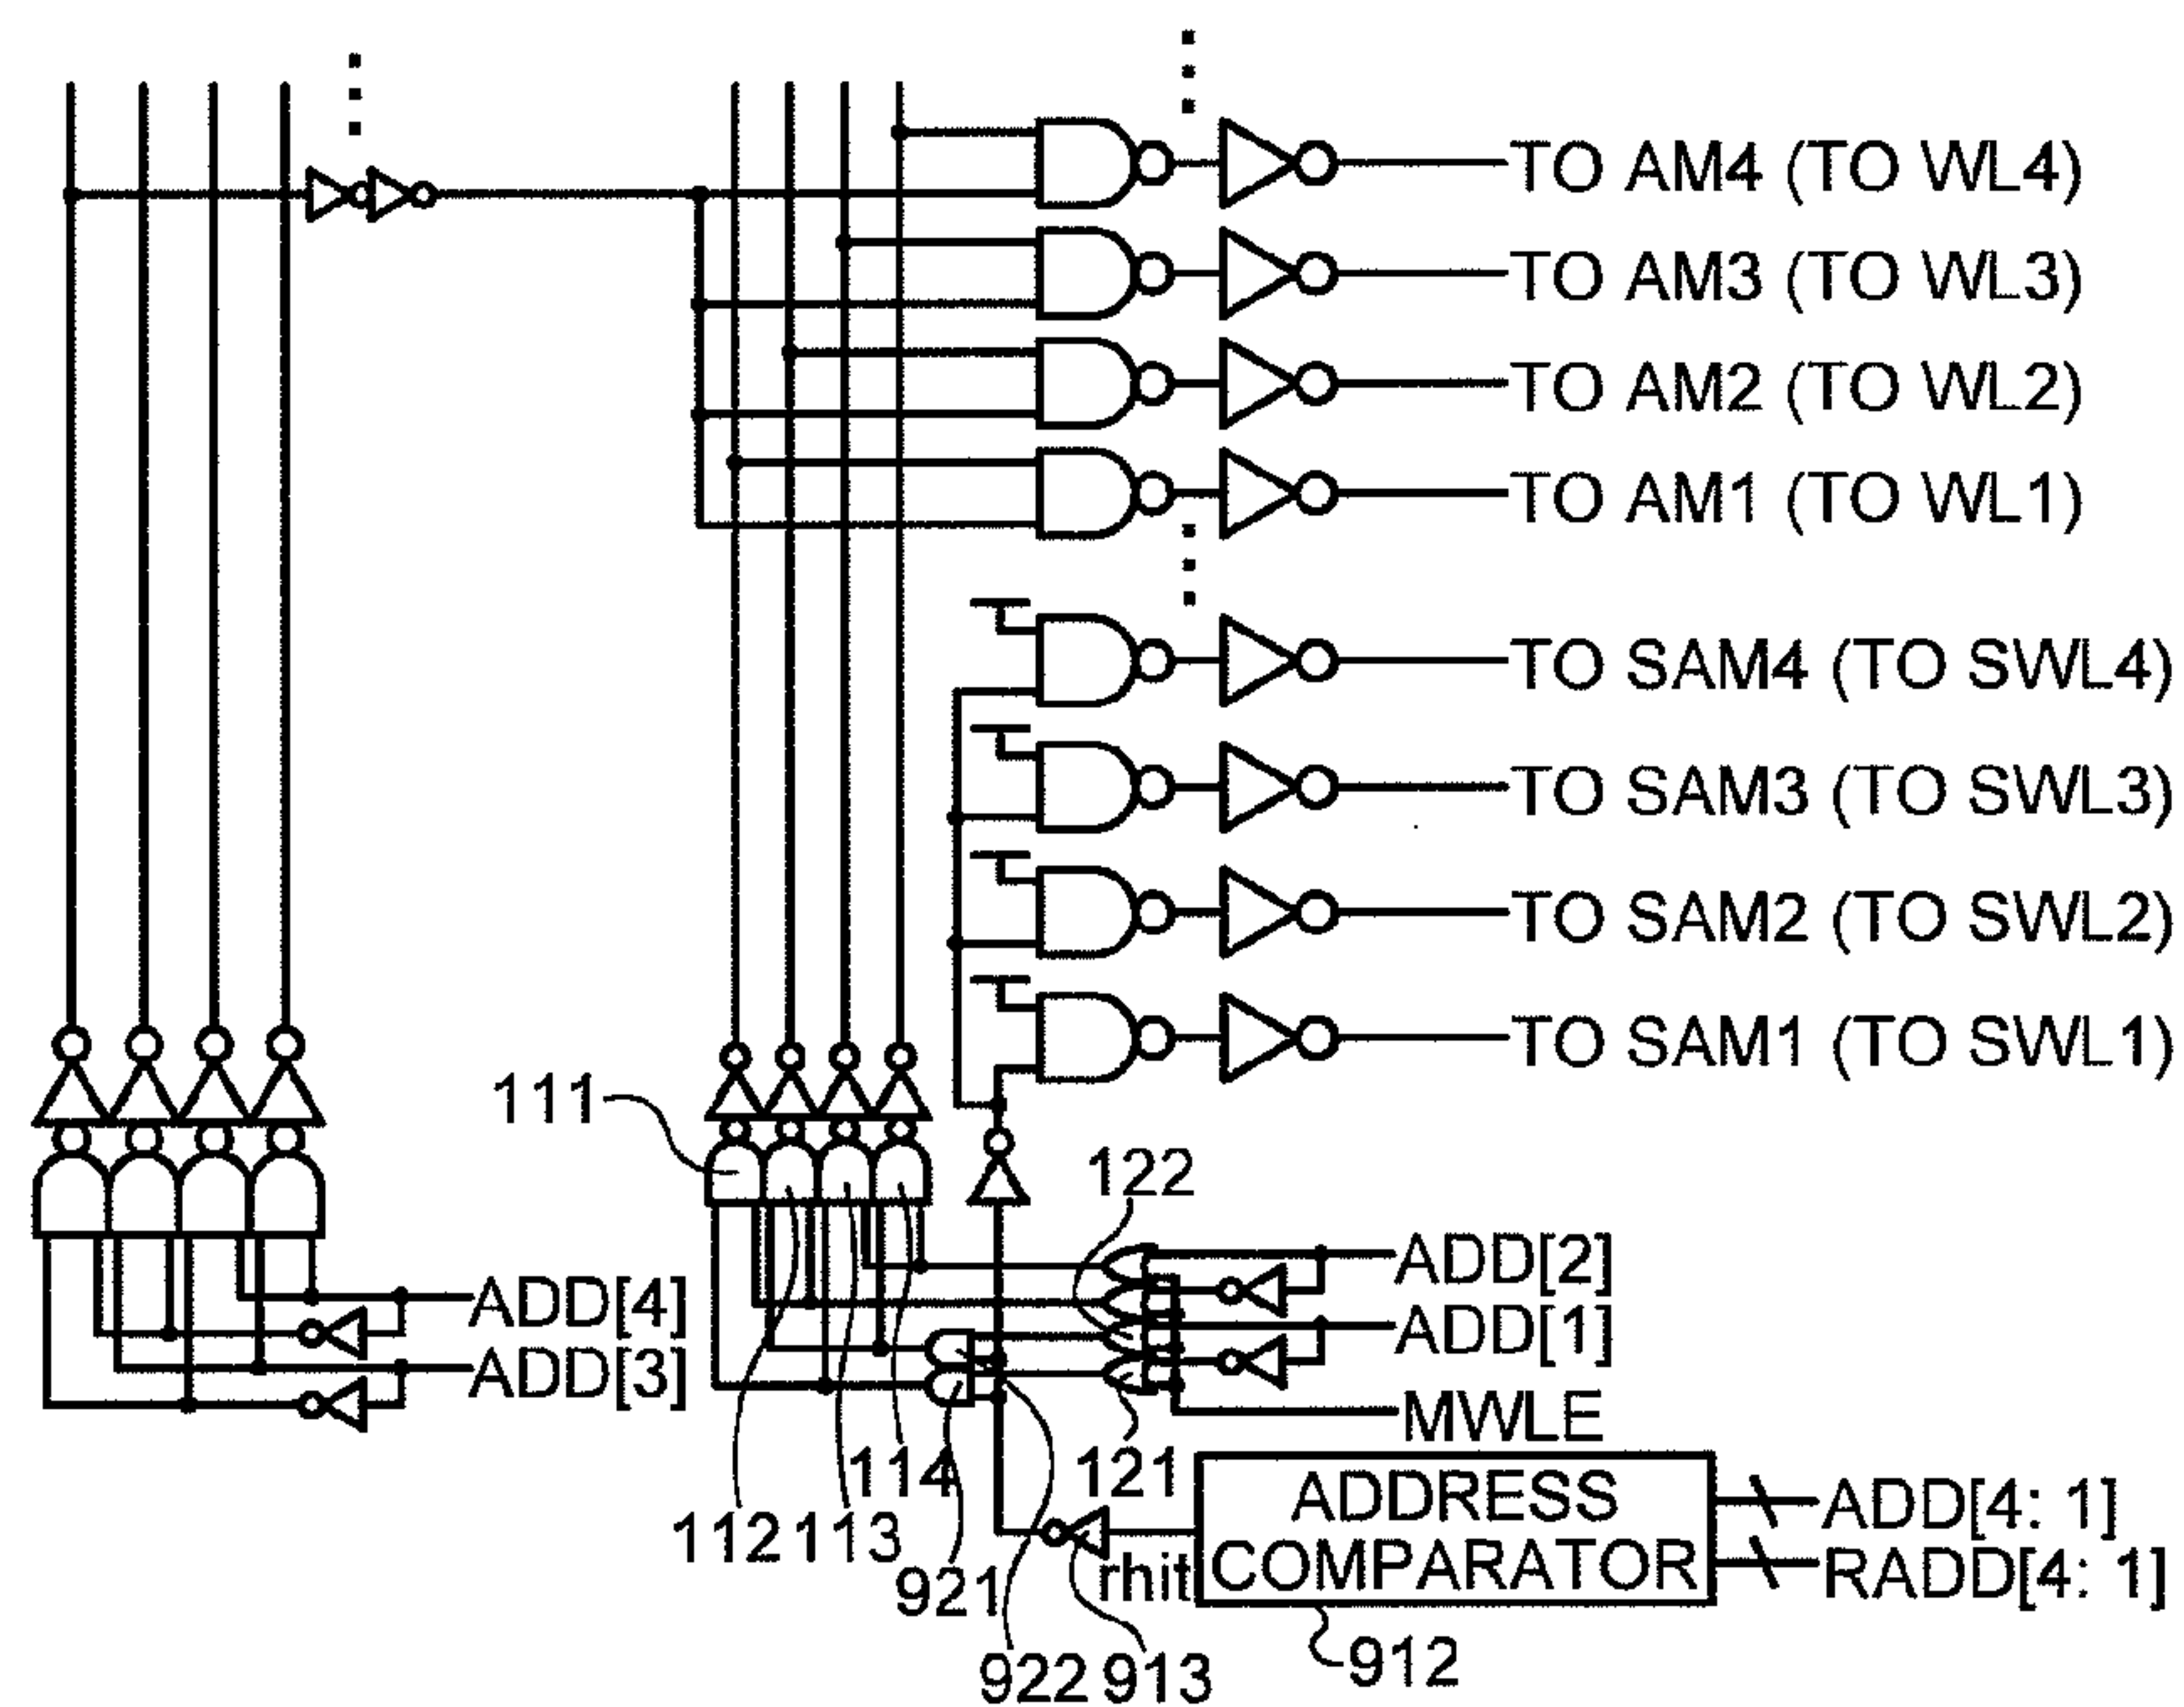 TO AM4 (TO WL4)
TO AM3 (TO WL3)
TO AM2 (TO WL2)
TO AM1 (TO WL1)
TO SAM4 (TO SWL4)
TO SAM3 (TO SWL3)
TO SAM2 (TO SWL2)
TO SAM1 (TO SWL1)
111
122
ADD[2]
ADD[4]
ADD[1]
ADD[3]
MWLE
114
121
112
113
ADDRESS
COMPARATOR
ADD[4: 1]
RADD[4: 1]
rhit
921
922
913
912